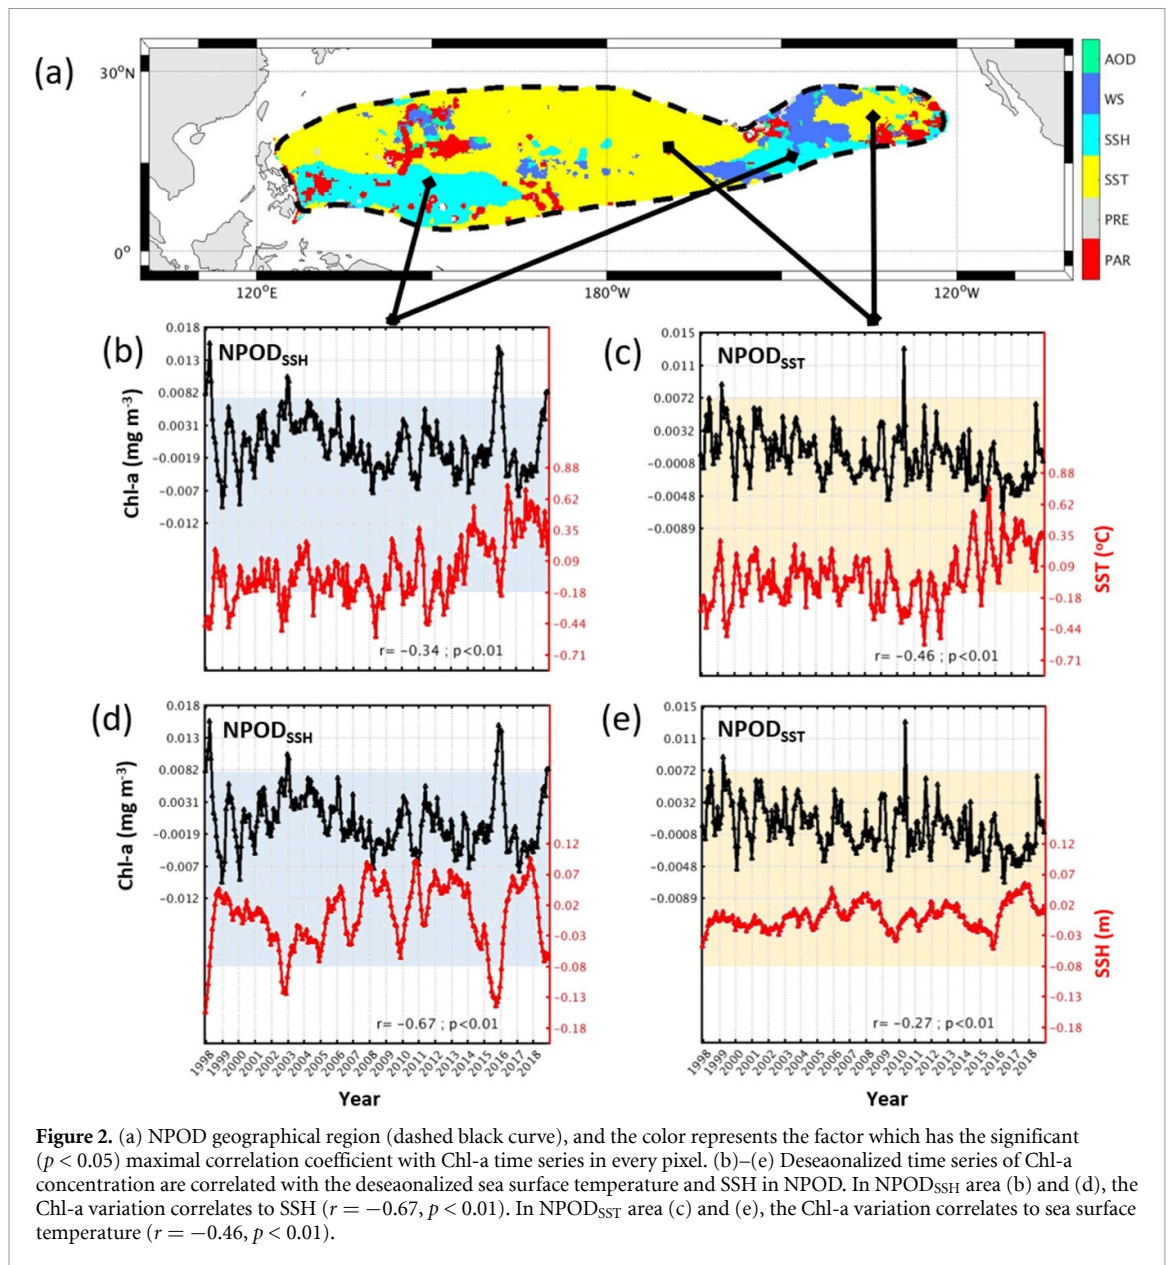 (a)
30°N
0°
120°E
180°W
120°W
AOD
WS
SSH
SST
PRE
PAR
(b)
NPODSSH
Chl-a (mg m-3)
0.018
0.013
0.0082
0.0031
−0.0019
−0.007
−0.012
0.88
0.62
0.35
0.09
−0.18
−0.44
−0.71
r= −0.34 ; p<0.01
(c)
NPODSST
0.015
0.011
0.0072
0.0032
−0.0008
−0.0048
−0.0089
0.88
0.62
0.35
0.09
−0.18
−0.44
−0.71
SST (oC)
r= −0.46 ; p<0.01
(d)
NPODSSH
Chl-a (mg m-3)
0.018
0.013
0.0082
0.0031
−0.0019
−0.007
−0.012
0.12
0.07
0.02
−0.03
−0.08
−0.13
−0.18
r= −0.67 ; p<0.01
1998 1999 2000 2001 2002 2003 2004 2005 2006 2007 2008 2009 2010 2011 2012 2013 2014 2015 2016 2017 2018
Year
(e)
NPODSST
0.015
0.011
0.0072
0.0032
−0.0008
−0.0048
−0.0089
0.12
0.07
0.02
−0.03
−0.08
−0.13
−0.18
SSH (m)
r= −0.27 ; p<0.01
1998 1999 2000 2001 2002 2003 2004 2005 2006 2007 2008 2009 2010 2011 2012 2013 2014 2015 2016 2017 2018
Year
Figure 2. (a) NPOD geographical region (dashed black curve), and the color represents the factor which has the significant
(p < 0.05) maximal correlation coefficient with Chl-a time series in every pixel. (b)–(e) Deseaonalized time series of Chl-a
concentration are correlated with the deseaonalized sea surface temperature and SSH in NPOD. In NPODSSH area (b) and (d), the
Chl-a variation correlates to SSH (r = −0.67, p < 0.01). In NPODSST area (c) and (e), the Chl-a variation correlates to sea surface
temperature (r = −0.46, p < 0.01).